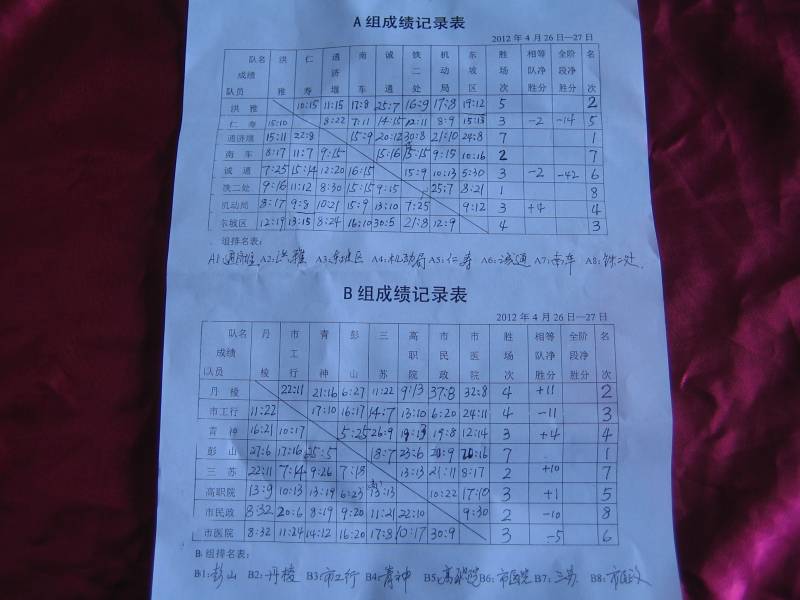 A组成绩记录表
2012年4月26日—27日
队名 成绩 队员 洪雅 仁寿 通济堰 南车 诚通 铁二处 机动局 东坡区 胜场次 相等队净胜分 全阶段净胜分 名次
洪雅 10:15 11:15 17:8 25:7 16:9 17:8 19:12 5 2
仁寿 15:10 8:22 7:11 14:15 12:11 8:9 15:13 3 -2 -14 5
通济堰 15:11 22:8 15:9 20:12 30:8 21:10 24:8 7 1
南车 8:17 11:7 9:15 15:16 15:15 9:15 10:16 2 7
诚通 7:25 15:14 12:20 16:15 15:9 10:13 5:30 3 -2 -42 6
铁二处 9:16 11:12 8:30 15:15 9:15 25:7 8:21 1 8
机动局 8:17 9:8 10:21 15:9 13:10 7:25 9:12 3 +4 4
东城区 12:19 13:15 8:24 16:10 30:5 21:8 12:9 4 3
组排名表:
A1:通济堰 A2:洪雅 A3:东坡区 A4:机动局 A5:仁寿 A6:诚通 A7:南车 A8:铁二处
B组成绩记录表
2012年4月26日—27日
队名 成绩 队员 丹棱 市工行 青神 彭山 三苏 高职院 市民政 市医院 胜场次 相等队净胜分 全阶段净胜分 名次
丹棱 22:11 21:16 6:27 11:22 9:13 37:8 32:8 4 +11 2
市工行 11:22 17:10 16:17 14:7 13:10 6:20 24:11 4 -11 3
青神 16:21 10:17 5:25 26:9 19:13 19:8 12:14 3 +4 4
彭山 27:6 17:16 25:5 18:7 23:6 20:9 20:16 7 1
三苏 22:11 7:14 9:26 7:18 13:13 21:11 8:17 2 +10 7
高职院 13:9 10:13 13:19 6:23 13:13 10:22 17:10 3 +1 5
市民政 8:32 20:6 8:19 9:20 11:21 22:10 9:30 2 -10 8
市医院 8:32 11:24 14:12 16:20 17:8 10:17 30:9 3 -5 6
B组排名表:
B1:彭山 B2:丹棱 B3:市工行 B4:青神 B5:高职院 B6:市医院 B7:三苏 B8:市民政